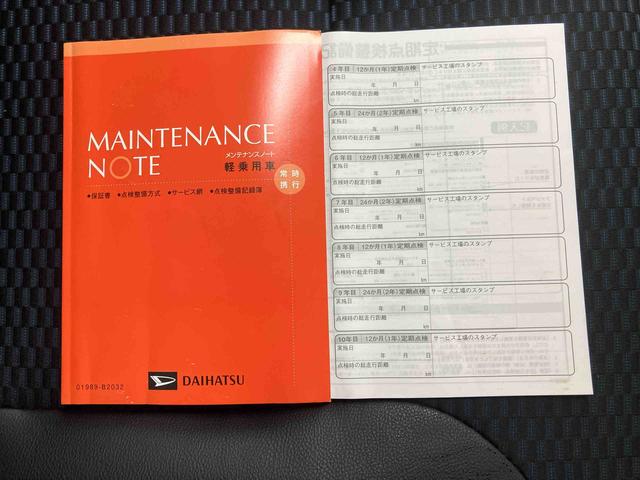 MAINTENANCE
NOTE
メンテナンスノート
軽乗用車
常時
携行
●保証書 ●点検整備方式 ●サービス網 ●点検整備記録簿
DAIHATSU
01989-B2032
4年目 12か月(1年)定期点検 サービス工場のスタンプ
実施日
年 月 日
点検時の総走行距離
km
5年目 24か月(2年)定期点検 サービス工場のスタンプ
実施日
年 月 日
点検時の総走行距離
km
6年目 12か月(1年)定期点検 サービス工場のスタンプ
実施日
年 月 日
点検時の総走行距離
km
7年目 24か月(2年)定期点検 サービス工場のスタンプ
実施日
年 月 日
点検時の総走行距離
km
8年目 12か月(1年)定期点検 サービス工場のスタンプ
実施日
年 月 日
点検時の総走行距離
km
9年目 24か月(2年)定期点検 サービス工場のスタンプ
実施日
年 月 日
点検時の総走行距離
km
10年目 12か月(1年)定期点検 サービス工場のスタンプ
実施日
年 月 日
点検時の総走行距離
km